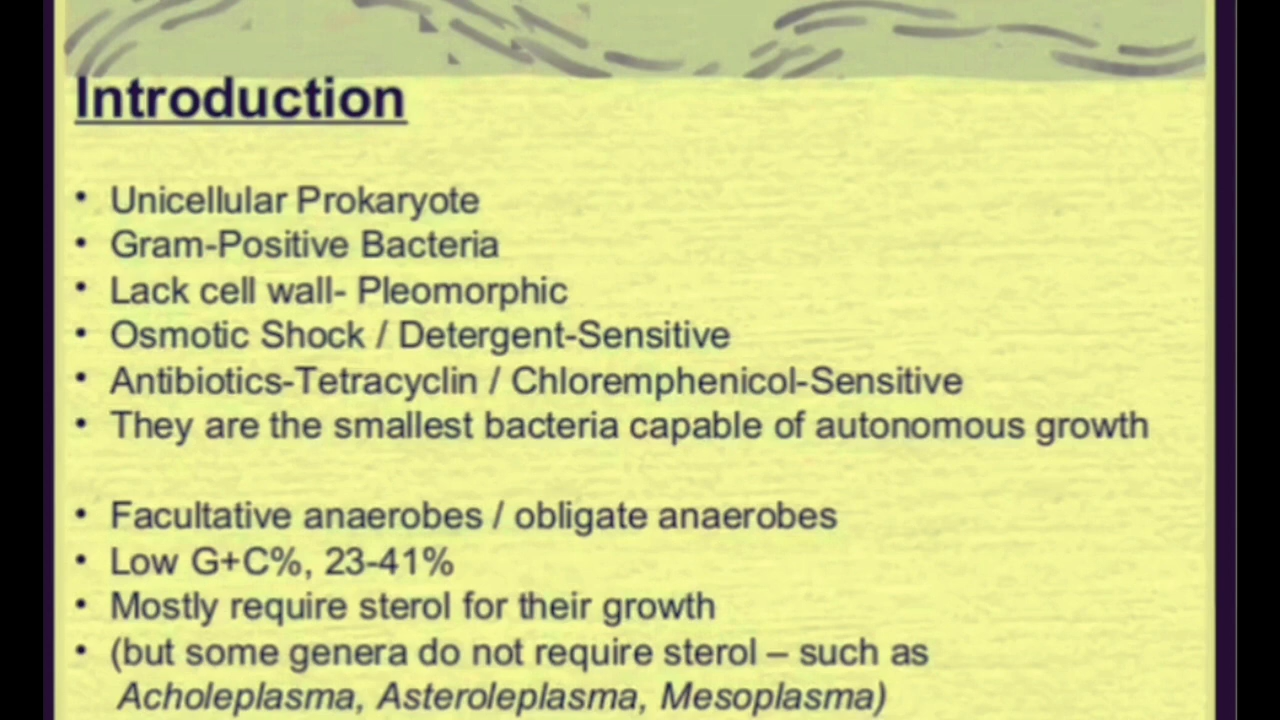 Introduction
• Unicellular Prokaryote
• Gram-Positive Bacteria
• Lack cell wall- Pleomorphic
• Osmotic Shock / Detergent-Sensitive
• Antibiotics-Tetracyclin / Chloremphenicol-Sensitive
• They are the smallest bacteria capable of autonomous growth
• Facultative anaerobes / obligate anaerobes
• Low G+C%, 23-41%
• Mostly require sterol for their growth
• (but some genera do not require sterol – such as
Acholeplasma, Asteroleplasma, Mesoplasma)